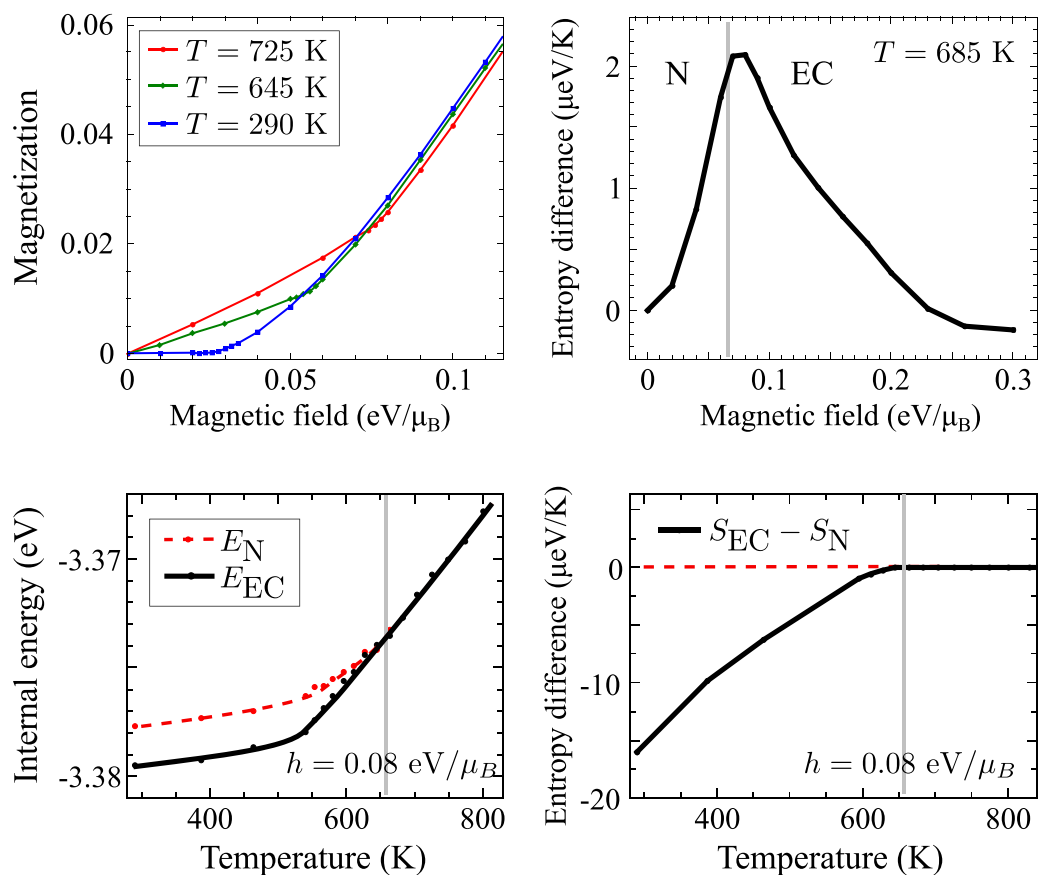 0.06
0.04
0.02
0
Magnetization
T = 725 K
T = 645 K
T = 290 K
0
0.05
0.1
Magnetic field (eV/μB)
2
1
0
Entropy difference (μeV/K)
N
EC
T = 685 K
0
0.1
0.2
0.3
Magnetic field (eV/μB)
-3.37
-3.38
Internal energy (eV)
EN
EEC
h = 0.08 eV/μB
400
600
800
Temperature (K)
0
-10
-20
Entropy difference (μeV/K)
SEC − SN
h = 0.08 eV/μB
400
600
800
Temperature (K)